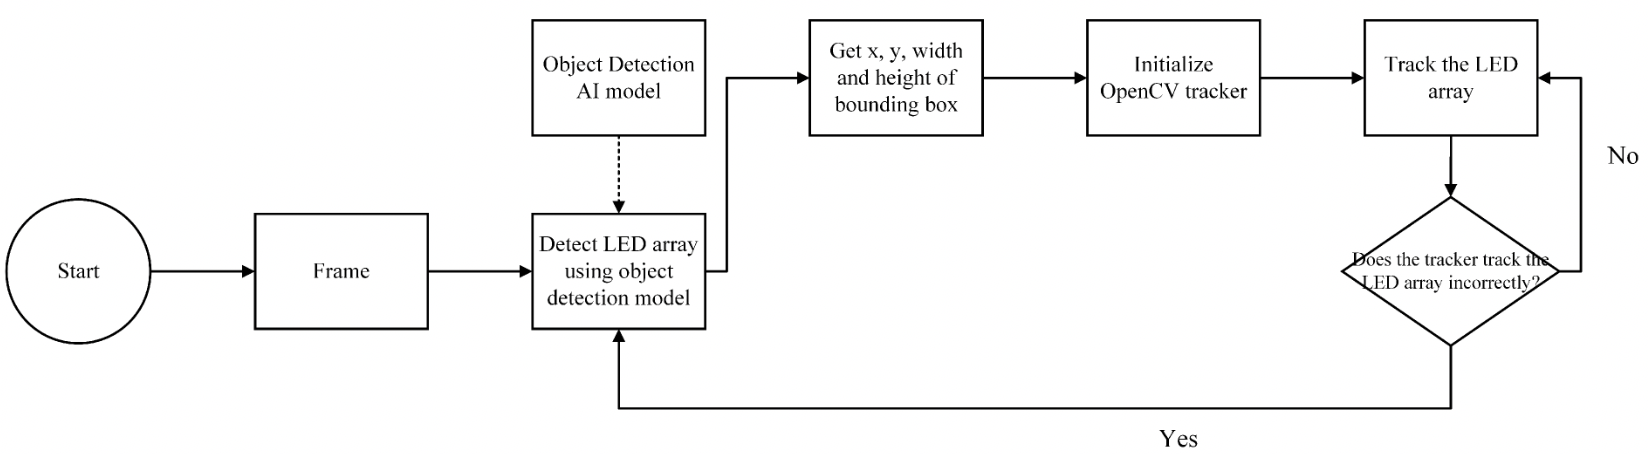 Start
Frame
Object Detection
AI model
Detect LED array
using object
detection model
Get x, y, width
and height of
bounding box
Initialize
OpenCV tracker
Track the LED
array
Does the tracker track the
LED array incorrectly?
No
Yes